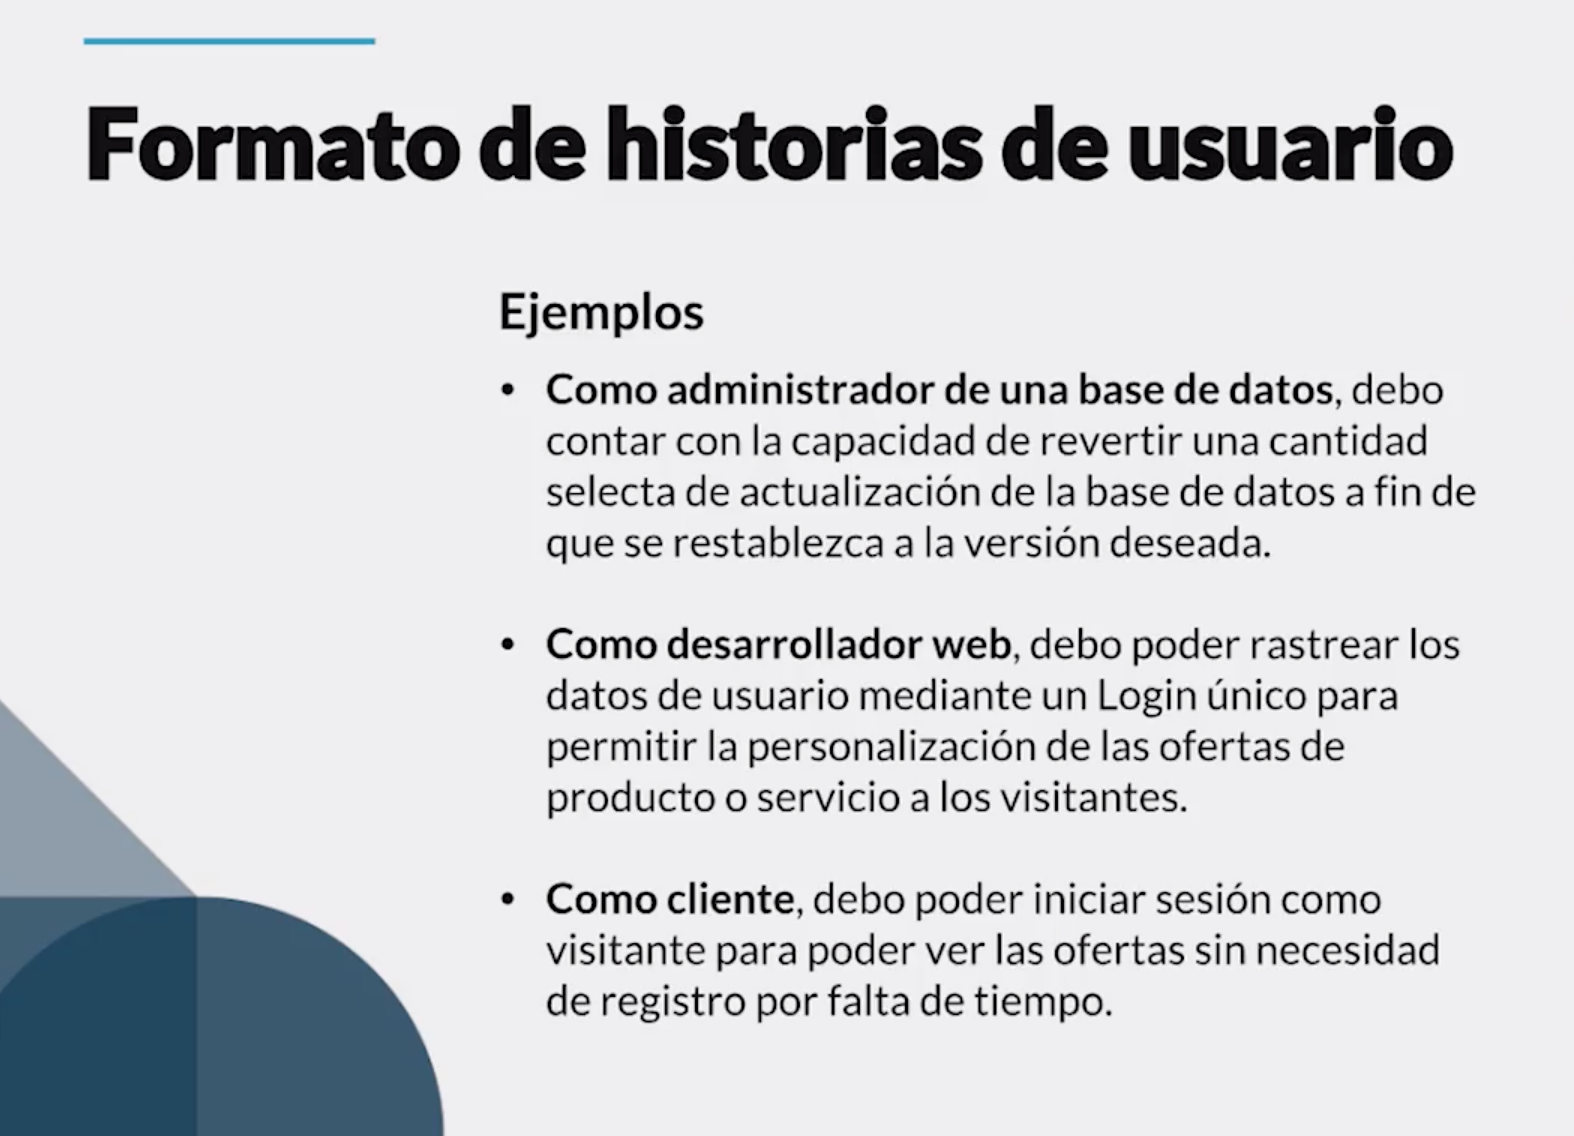 Formato de historias de usuario
Ejemplos
• Como administrador de una base de datos, debo
contar con la capacidad de revertir una cantidad
selecta de actualización de la base de datos a fin de
que se restablezca a la versión deseada.
• Como desarrollador web, debo poder rastrear los
datos de usuario mediante un Login único para
permitir la personalización de las ofertas de
producto o servicio a los visitantes.
• Como cliente, debo poder iniciar sesión como
visitante para poder ver las ofertas sin necesidad
de registro por falta de tiempo.